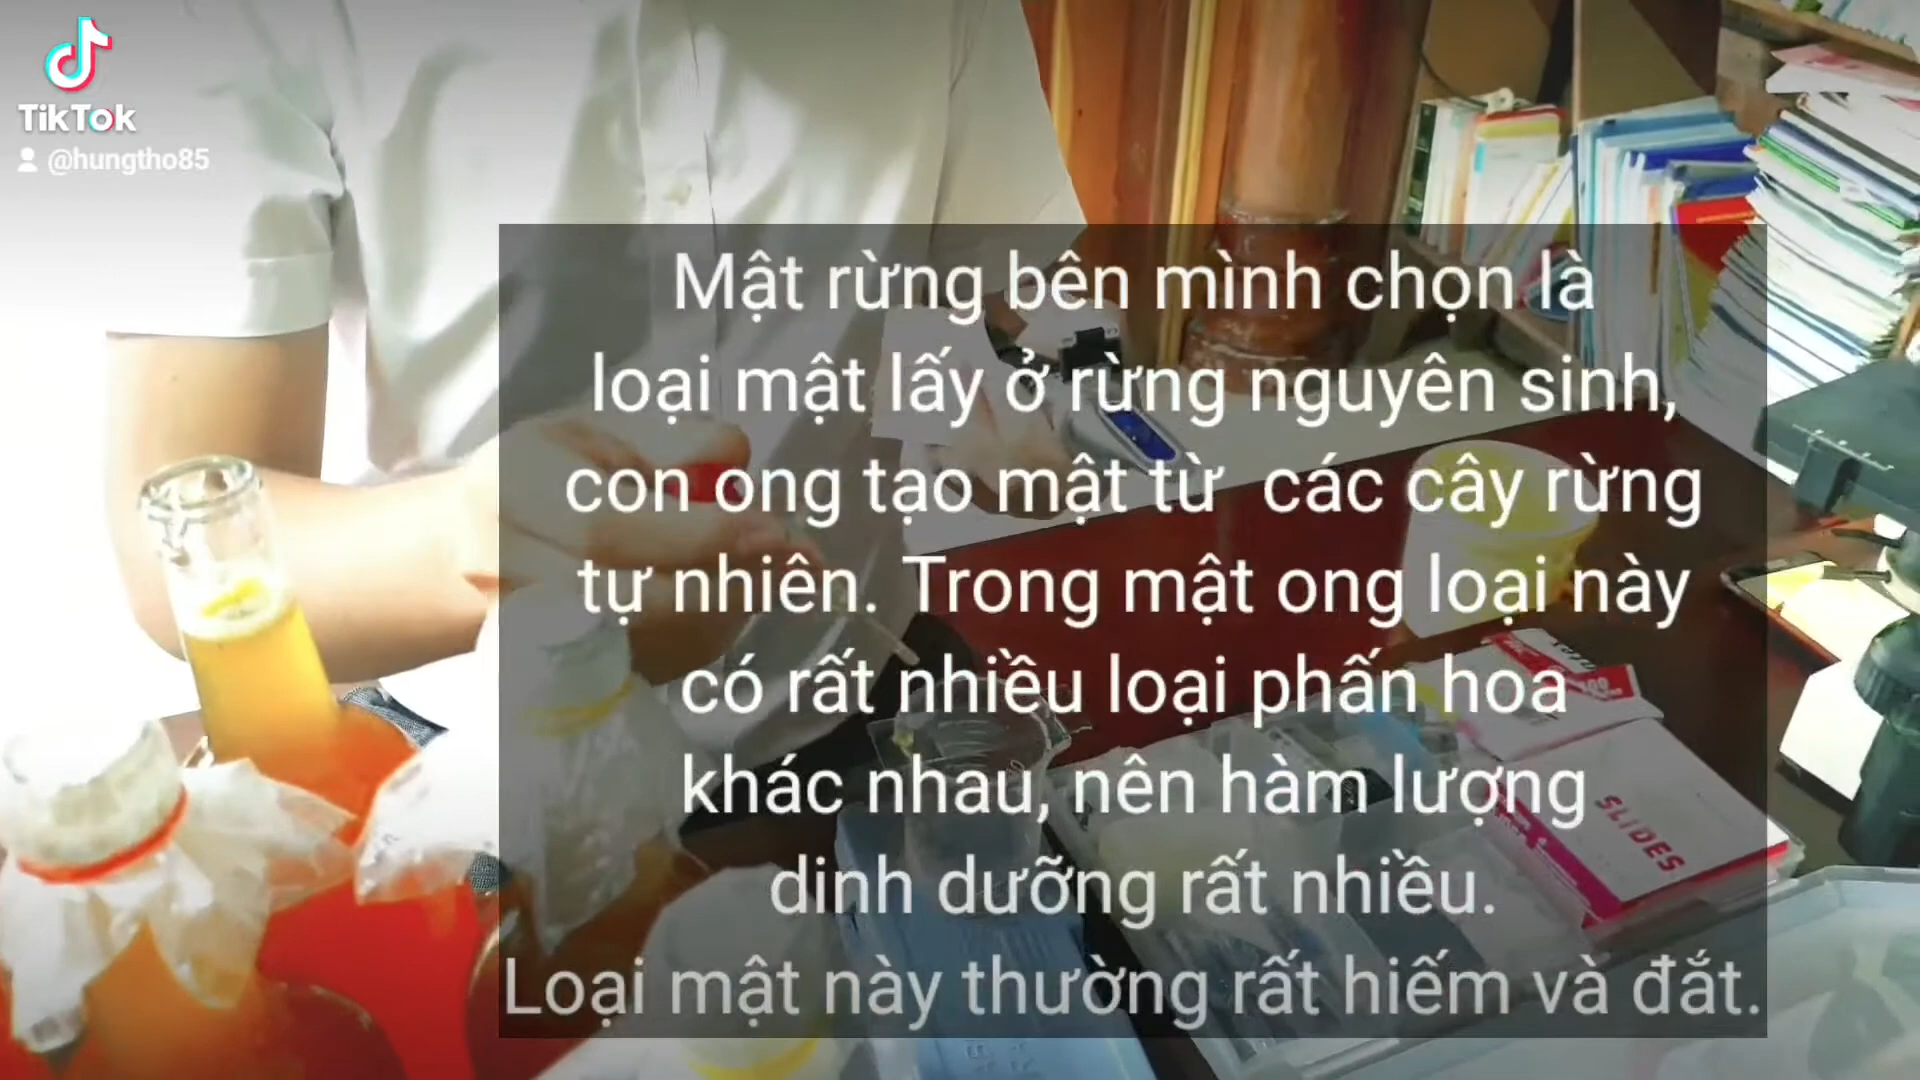 TikTok
@hungtho85
Mật rừng bên mình chọn là
loại mật lấy ở rừng nguyên sinh,
con ong tạo mật từ  các cây rừng
tự nhiên. Trong mật ong loại này
có rất nhiều loại phấn hoa
khác nhau, nên hàm lượng
dinh dưỡng rất nhiều.
Loại mật này thường rất hiếm và đắt.
SLIDES